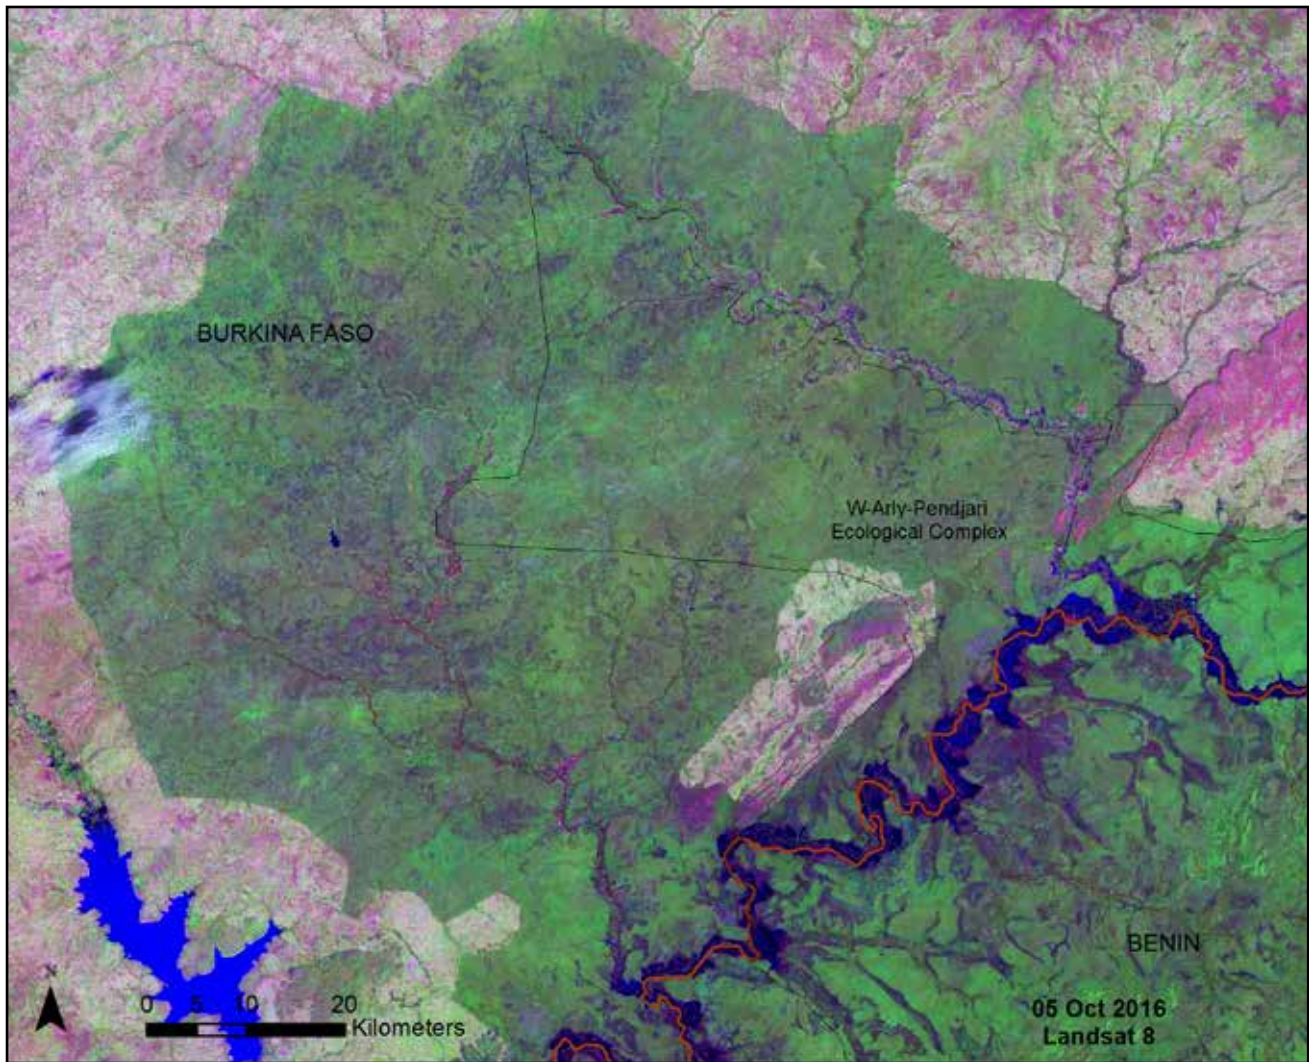 BURKINA FASO
W-Arly-Pendjari
Ecological Complex
BENIN
N
0 5 10 20
Kilometers
05 Oct 2016
Landsat 8